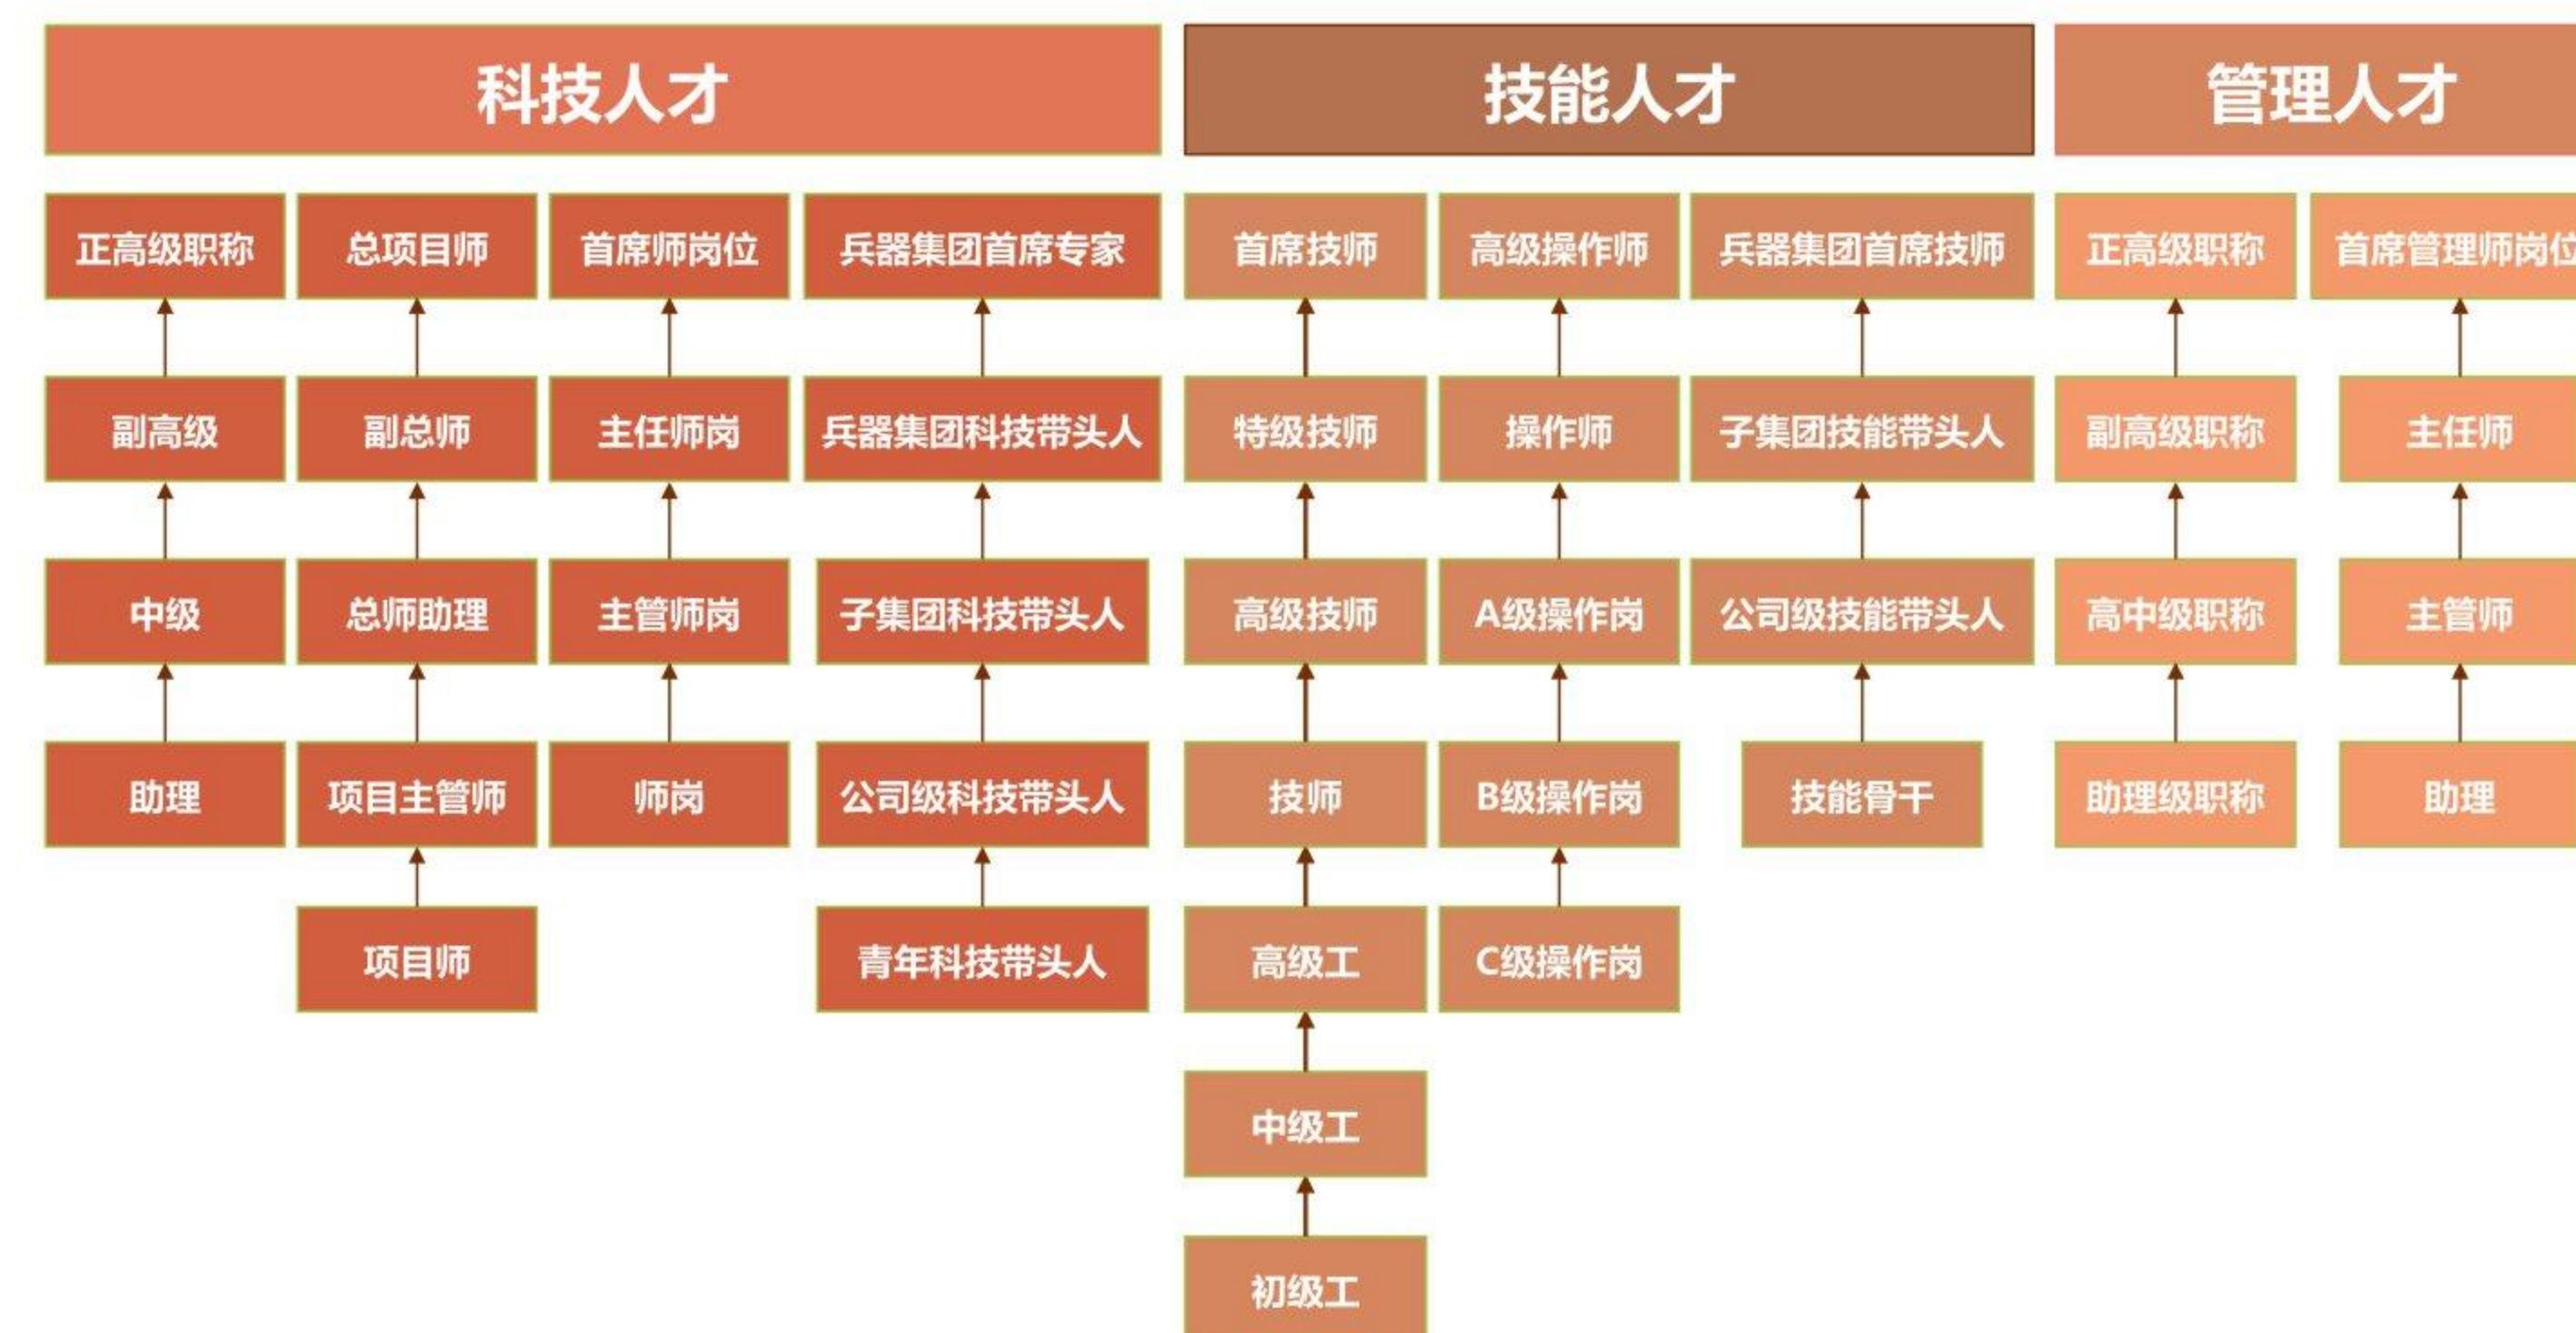 科技人才
技能人才
管理人才
正高级职称
总项目师
首席师岗位
兵器集团首席专家
首席技师
高级操作师
兵器集团首席技师
正高级职称
首席管理师岗位
副高级
副总师
主任师岗
兵器集团科技带头人
特级技师
操作师
子集团技能带头人
副高级职称
主任师
中级
总师助理
主管师岗
子集团科技带头人
高级技师
A级操作岗
公司级技能带头人
高中级职称
主管师
助理
项目主管师
师岗
公司级科技带头人
技师
B级操作岗
技能骨干
助理级职称
助理
项目师
青年科技带头人
高级工
C级操作岗
中级工
初级工